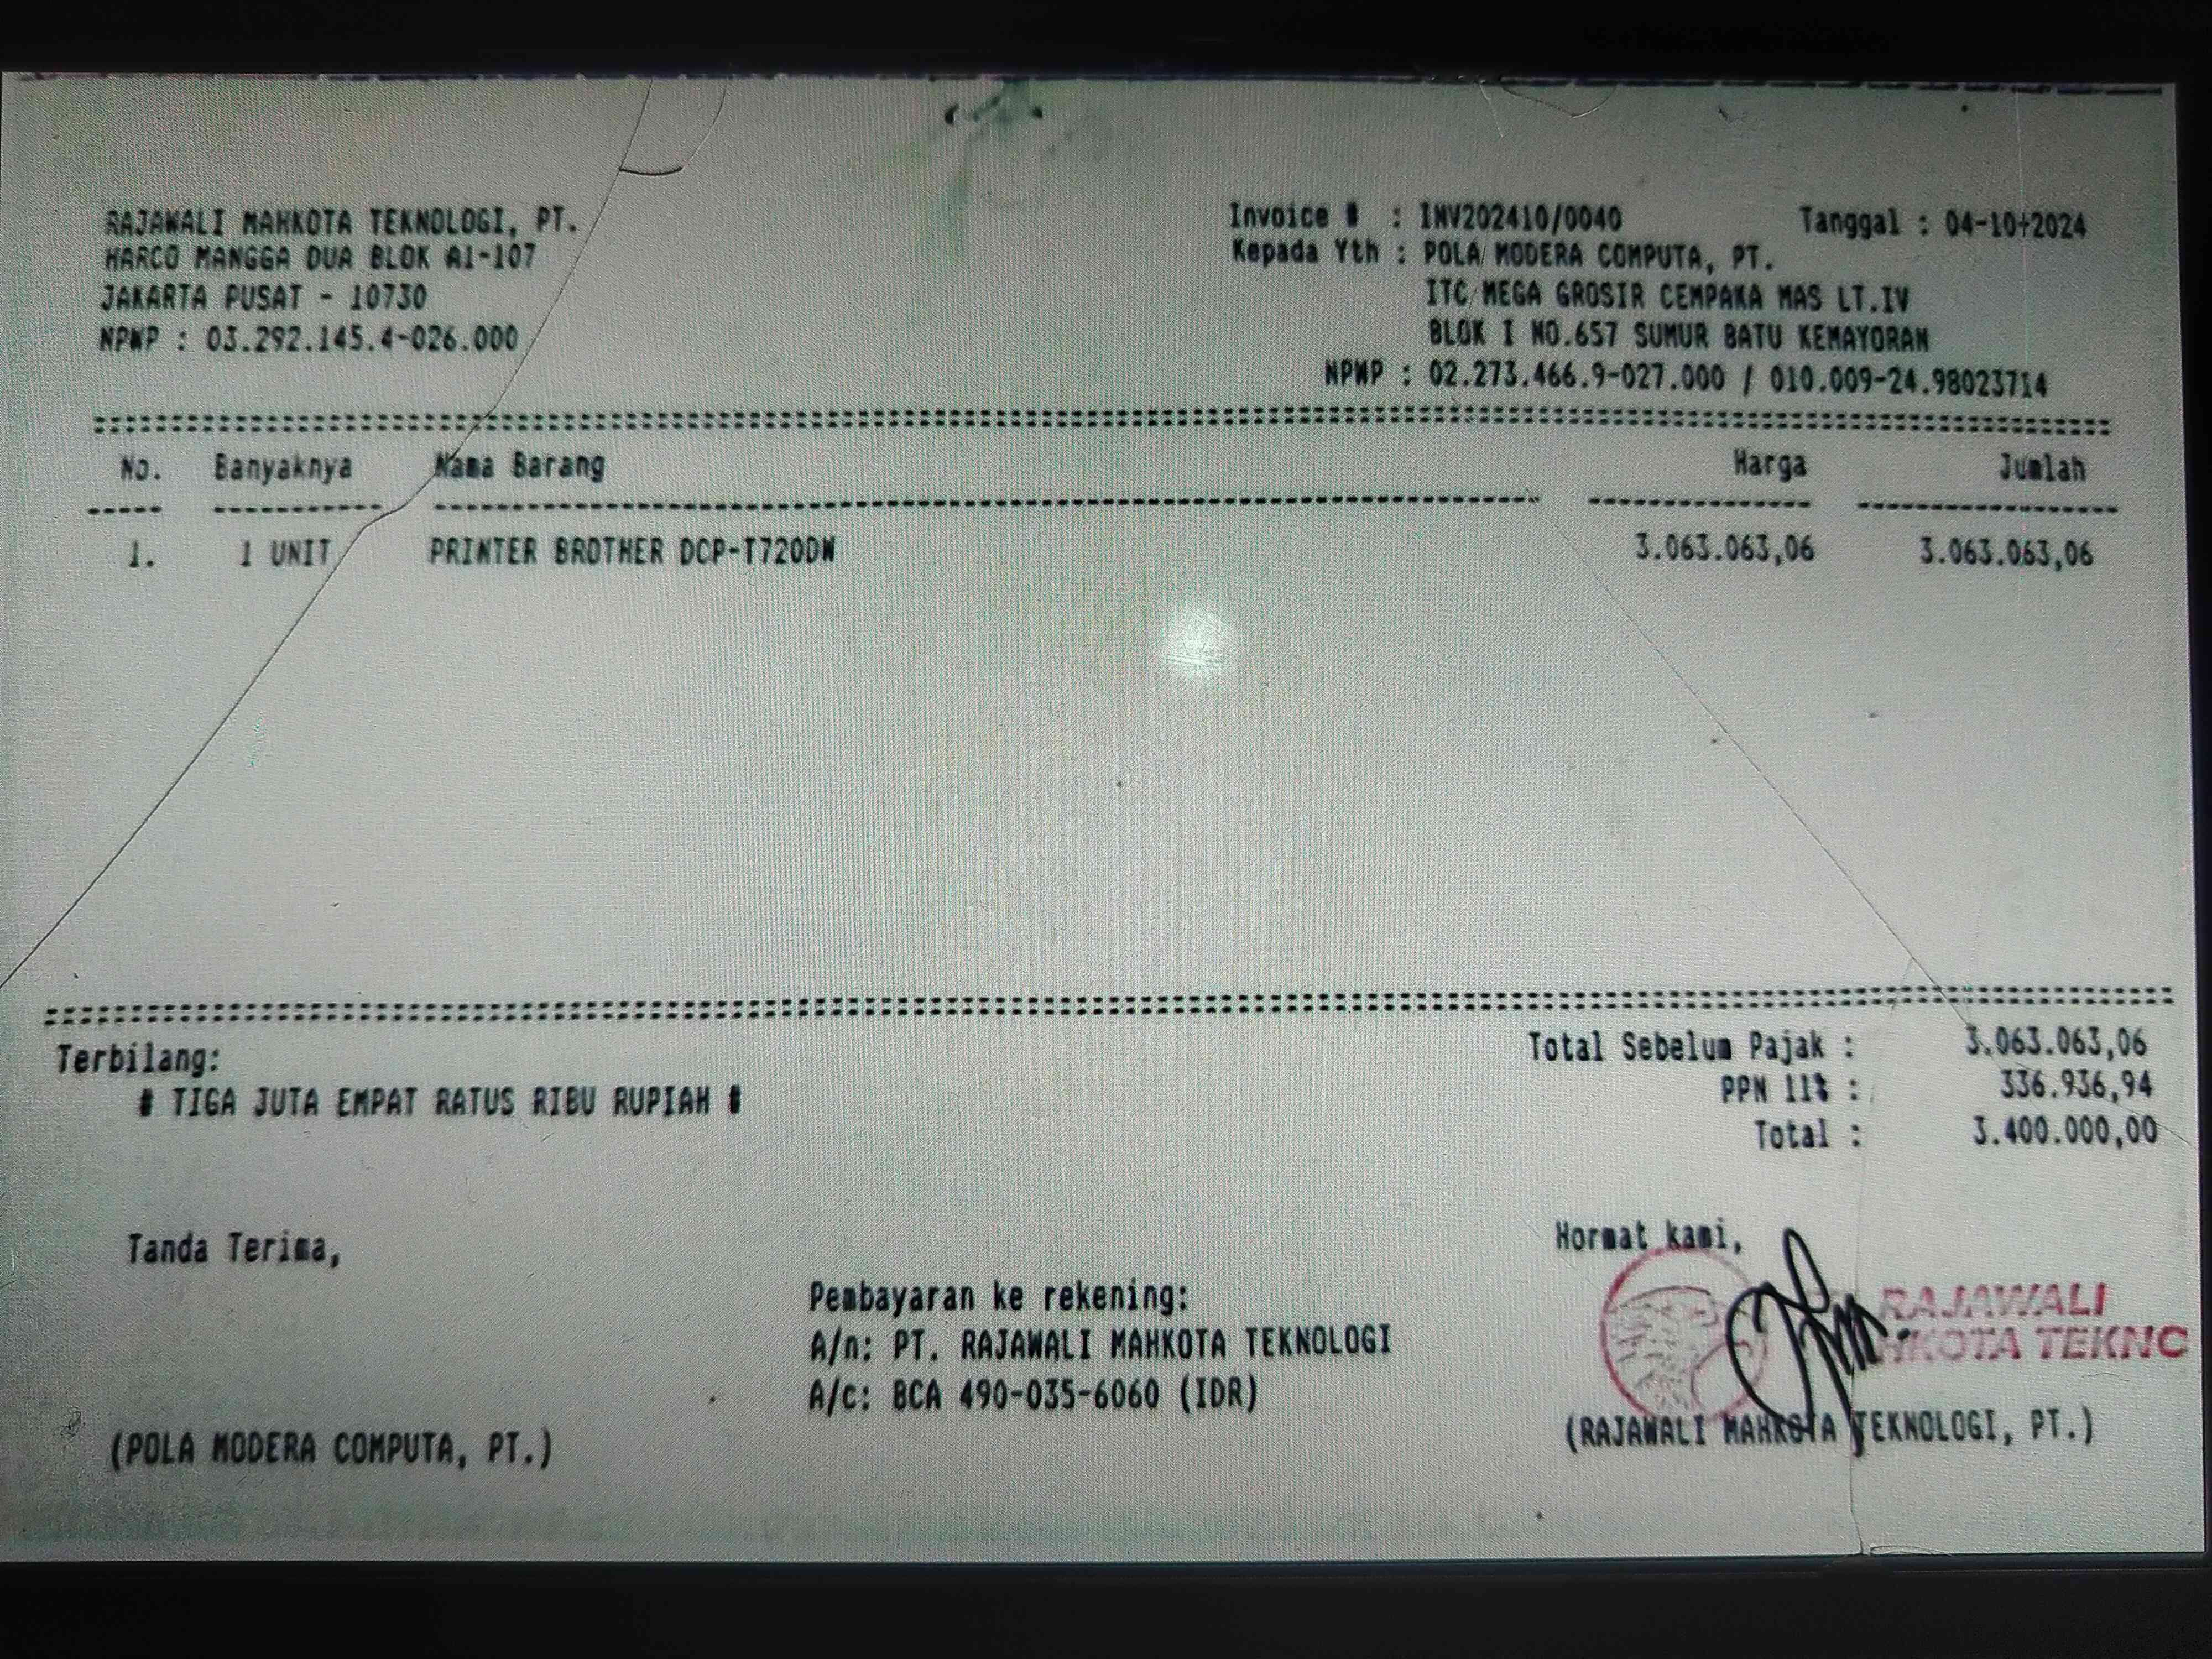 RAJAWALI MAHKOTA TEKNOLOGI, PT.
HARCO MANGGA DUA BLOK A1-107
JAKARTA PUSAT - 10730
NPWP : 03.292.145.4-026.000
Invoice # : INV202410/0040 Tanggal : 04-10-2024
Kepada Yth : POLA MODERA COMPUTA, PT.
ITC MEGA GROSIR CEMPAKA MAS LT.IV
BLOK I NO.657 SUMUR BATU KEMAYORAN
NPWP : 02.273.466.9-027.000 / 010.009-24.98023714
No. Banyaknya Nama Barang Harga Jumlah
1. 1 UNIT PRINTER BROTHER DCP-T720DW 3.063.063,06 3.063.063,06
Terbilang:
# TIGA JUTA EMPAT RATUS RIBU RUPIAH #
Total Sebelum Pajak : 3.063.063,06
PPN 11% : 336.936,94
Total : 3.400.000,00
Tanda Terima,
(POLA MODERA COMPUTA, PT.)
Pembayaran ke rekening:
A/n: PT. RAJAWALI MAHKOTA TEKNOLOGI
A/c: BCA 490-035-6060 (IDR)
Hormat kami,
RAJAWALI
HKOTA TEKNO
(RAJAWALI MAHKOTA TEKNOLOGI, PT.)